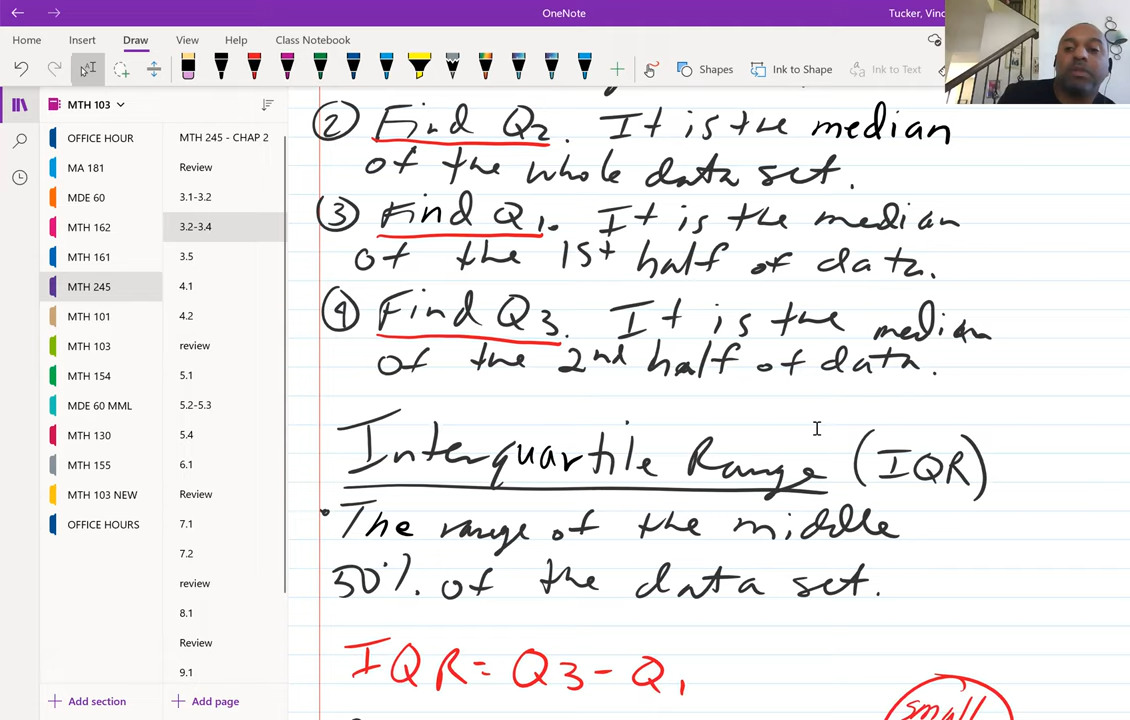 OneNote
Tucker, Vinc
Home
Insert
Draw
View
Help
Class Notebook
Shapes
Ink to Shape
Ink to Text
MTH 103
OFFICE HOUR
MA 181
MDE 60
MTH 162
MTH 161
MTH 245
MTH 101
MTH 103
MTH 154
MDE 60 MML
MTH 130
MTH 155
MTH 103 NEW
OFFICE HOURS
Add section
MTH 245 - CHAP 2
Review
3.1-3.2
3.2-3.4
3.5
4.1
4.2
review
5.1
5.2-5.3
5.4
6.1
Review
7.1
7.2
review
8.1
Review
9.1
Add page
② Find Q2. It is the median
of the whole data set.
③ Find Q1. It is the median
of the 1st half of data.
④ Find Q3. It is the median
of the 2nd half of data.
Interquartile Range (IQR)
• The range of the middle
50% of the data set.
IQR = Q3 - Q1
small